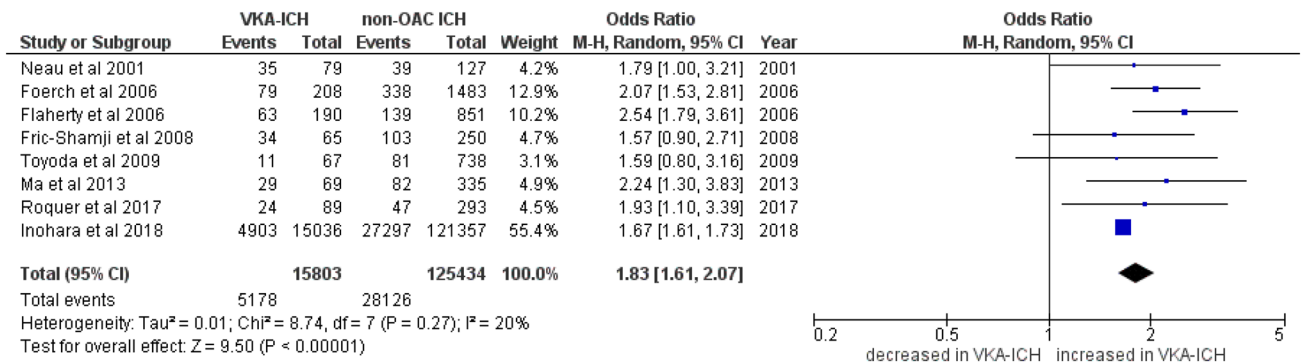 VKA-ICH non-OAC ICH Odds Ratio Odds Ratio
Study or Subgroup Events Total Events Total Weight M-H, Random, 95% CI Year M-H, Random, 95% CI
Neau et al 2001 35 79 39 127 4.2% 1.79 [1.00, 3.21] 2001
Foerch et al 2006 79 208 338 1483 12.9% 2.07 [1.53, 2.81] 2006
Flaherty et al 2006 63 190 139 851 10.2% 2.54 [1.79, 3.61] 2006
Fric-Shamji et al 2008 34 65 103 250 4.7% 1.57 [0.90, 2.71] 2008
Toyoda et al 2009 11 67 81 738 3.1% 1.59 [0.80, 3.16] 2009
Ma et al 2013 29 69 82 335 4.9% 2.24 [1.30, 3.83] 2013
Roquer et al 2017 24 89 47 293 4.5% 1.93 [1.10, 3.39] 2017
Inohara et al 2018 4903 15036 27297 121357 55.4% 1.67 [1.61, 1.73] 2018
Total (95% CI) 15803 125434 100.0% 1.83 [1.61, 2.07]
Total events 5178 28126
Heterogeneity: Tau² = 0.01; Chi² = 8.74, df = 7 (P = 0.27); I² = 20%
Test for overall effect: Z = 9.50 (P < 0.00001)
0.2 0.5 1 2 5
decreased in VKA-ICH increased in VKA-ICH